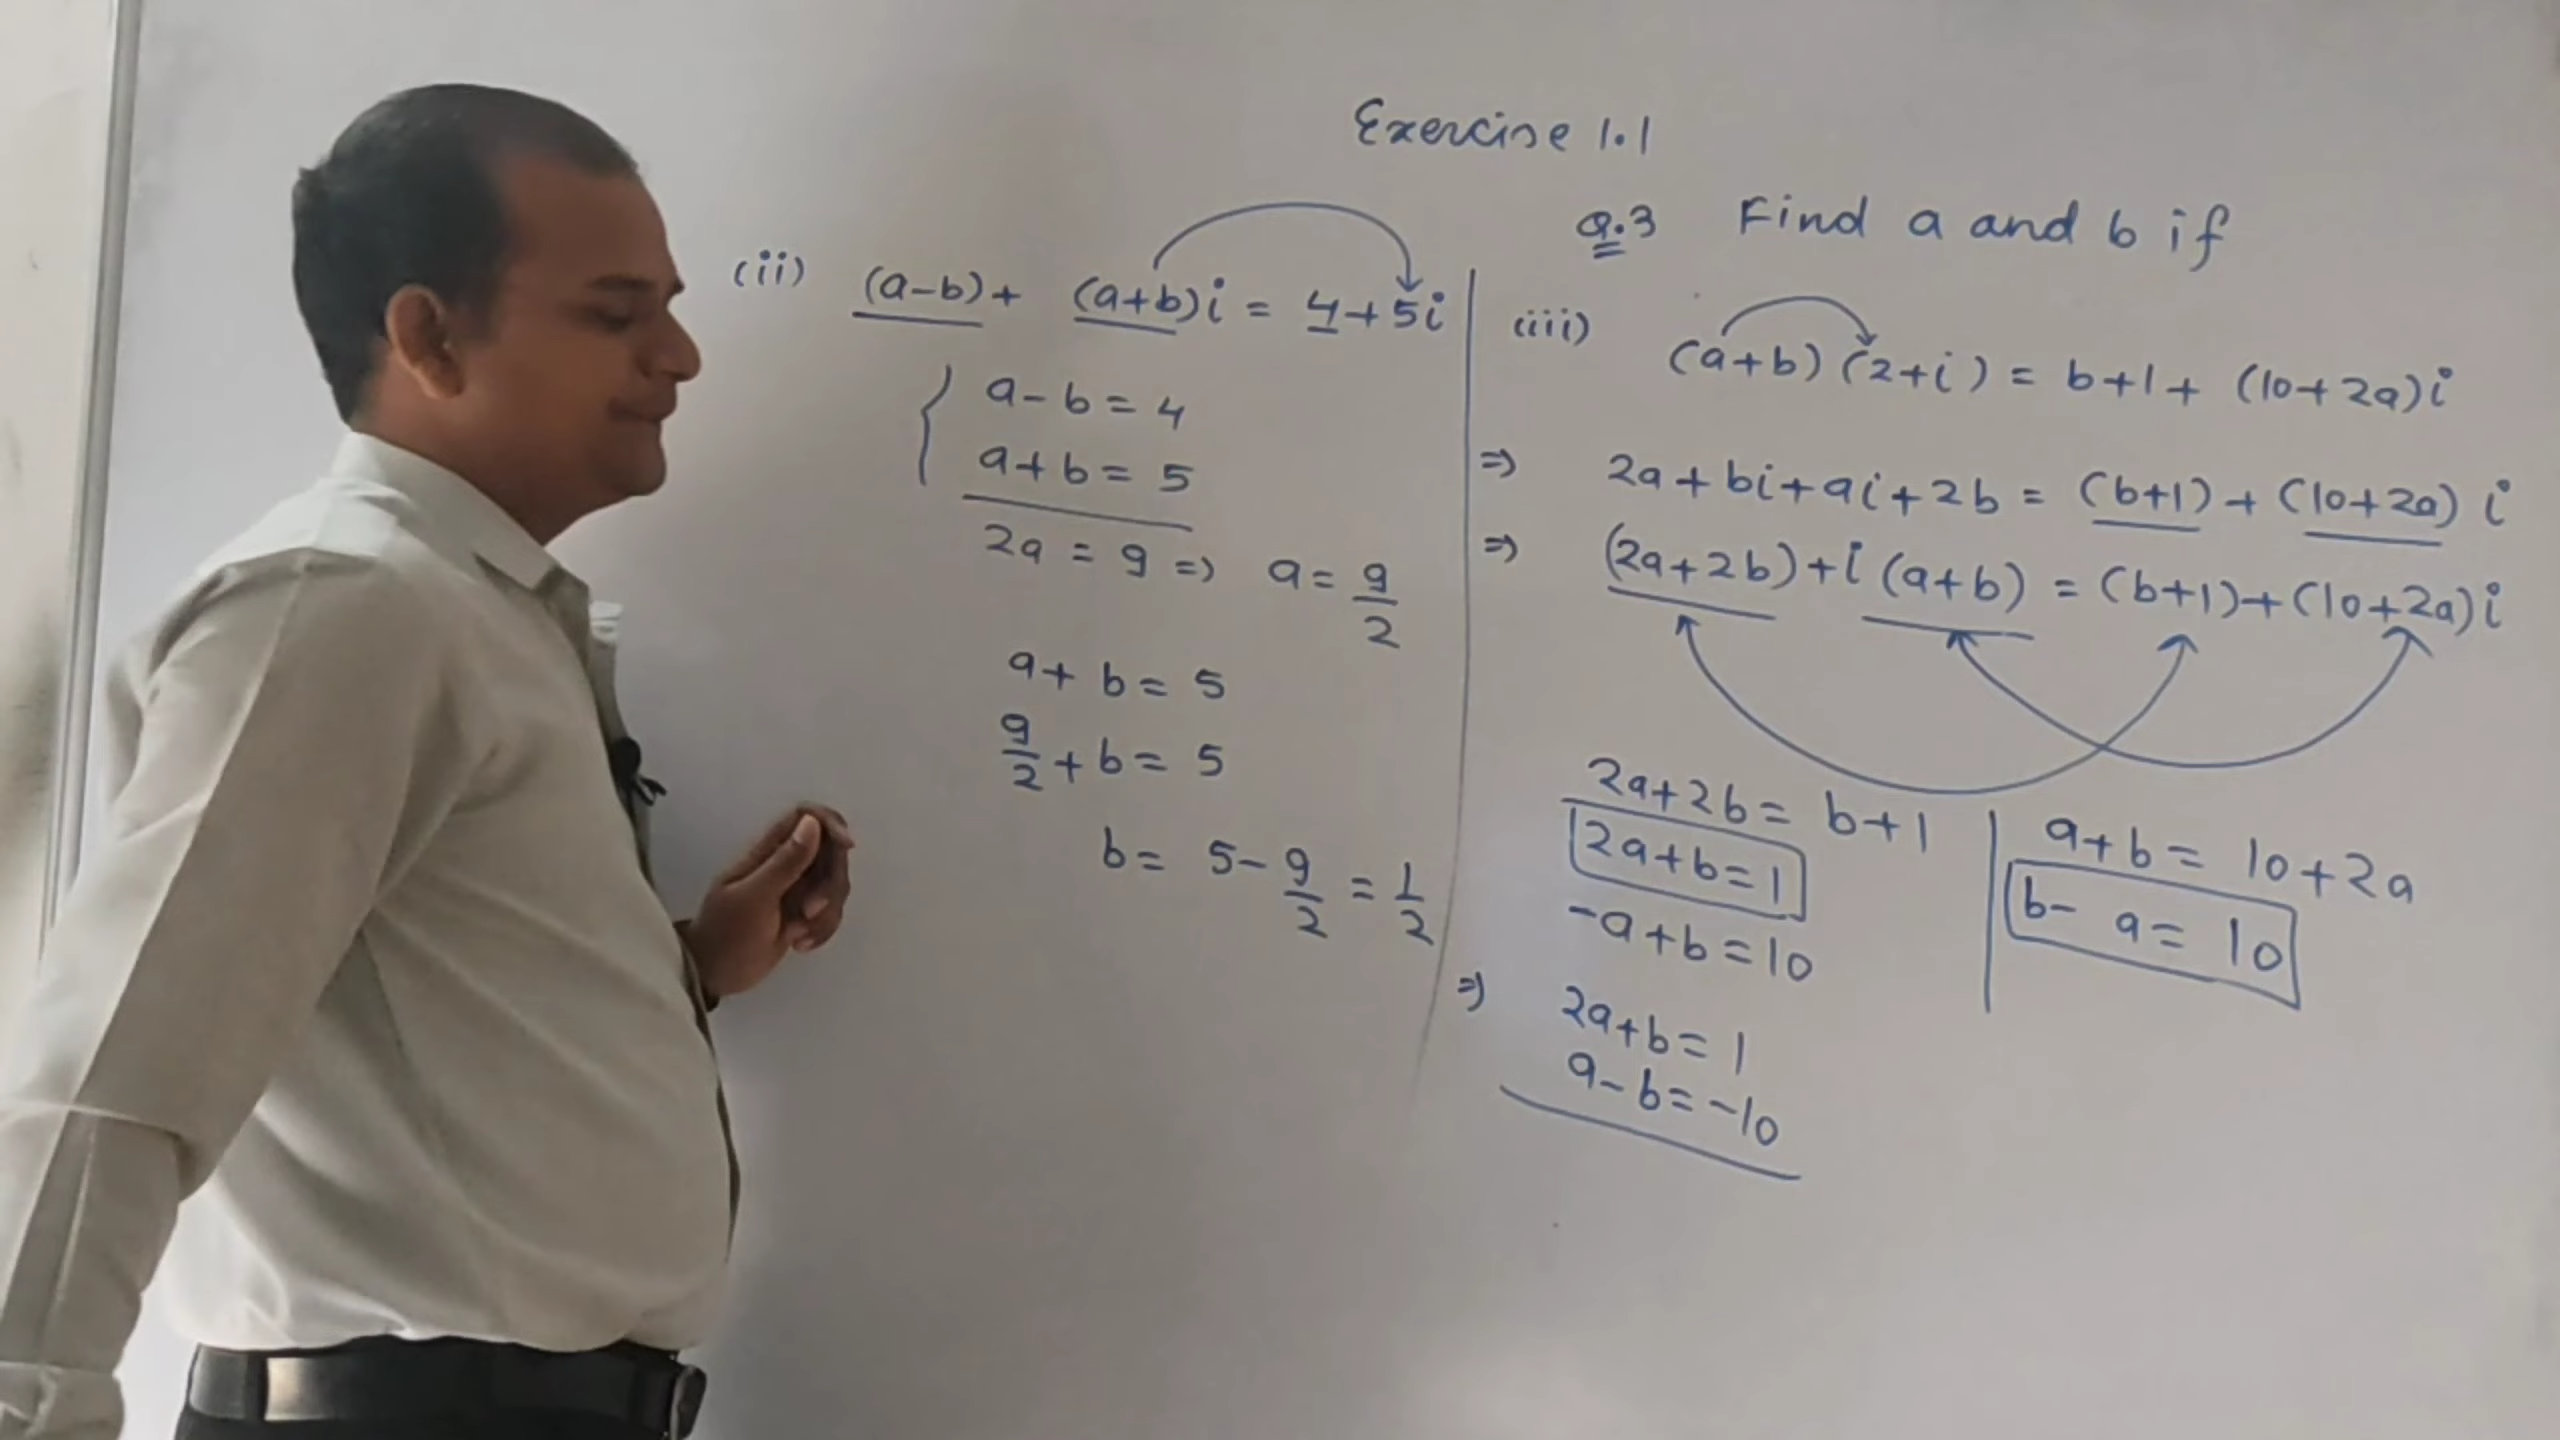 Exercise 1.1
Q.3 Find a and b if
(ii) (a-b)+ (a+b)i = 4+5i
a-b=4
a+b=5
2a = 9 => a= 9/2
a+ b= 5
9/2 + b= 5
b= 5- 9/2 = 1/2
(iii) (a+b)(2+i) = b+1+ (10+2a)i
=> 2a+bi+ai+2b = (b+1)+(10+2a) i
=> (2a+2b)+i(a+b) = (b+1)+(10+2a)i
2a+2b= b+1
2a+b=1
-a+b=10
=> 2a+b=1
a-b=-10
a+b= 10+2a
b- a= 10